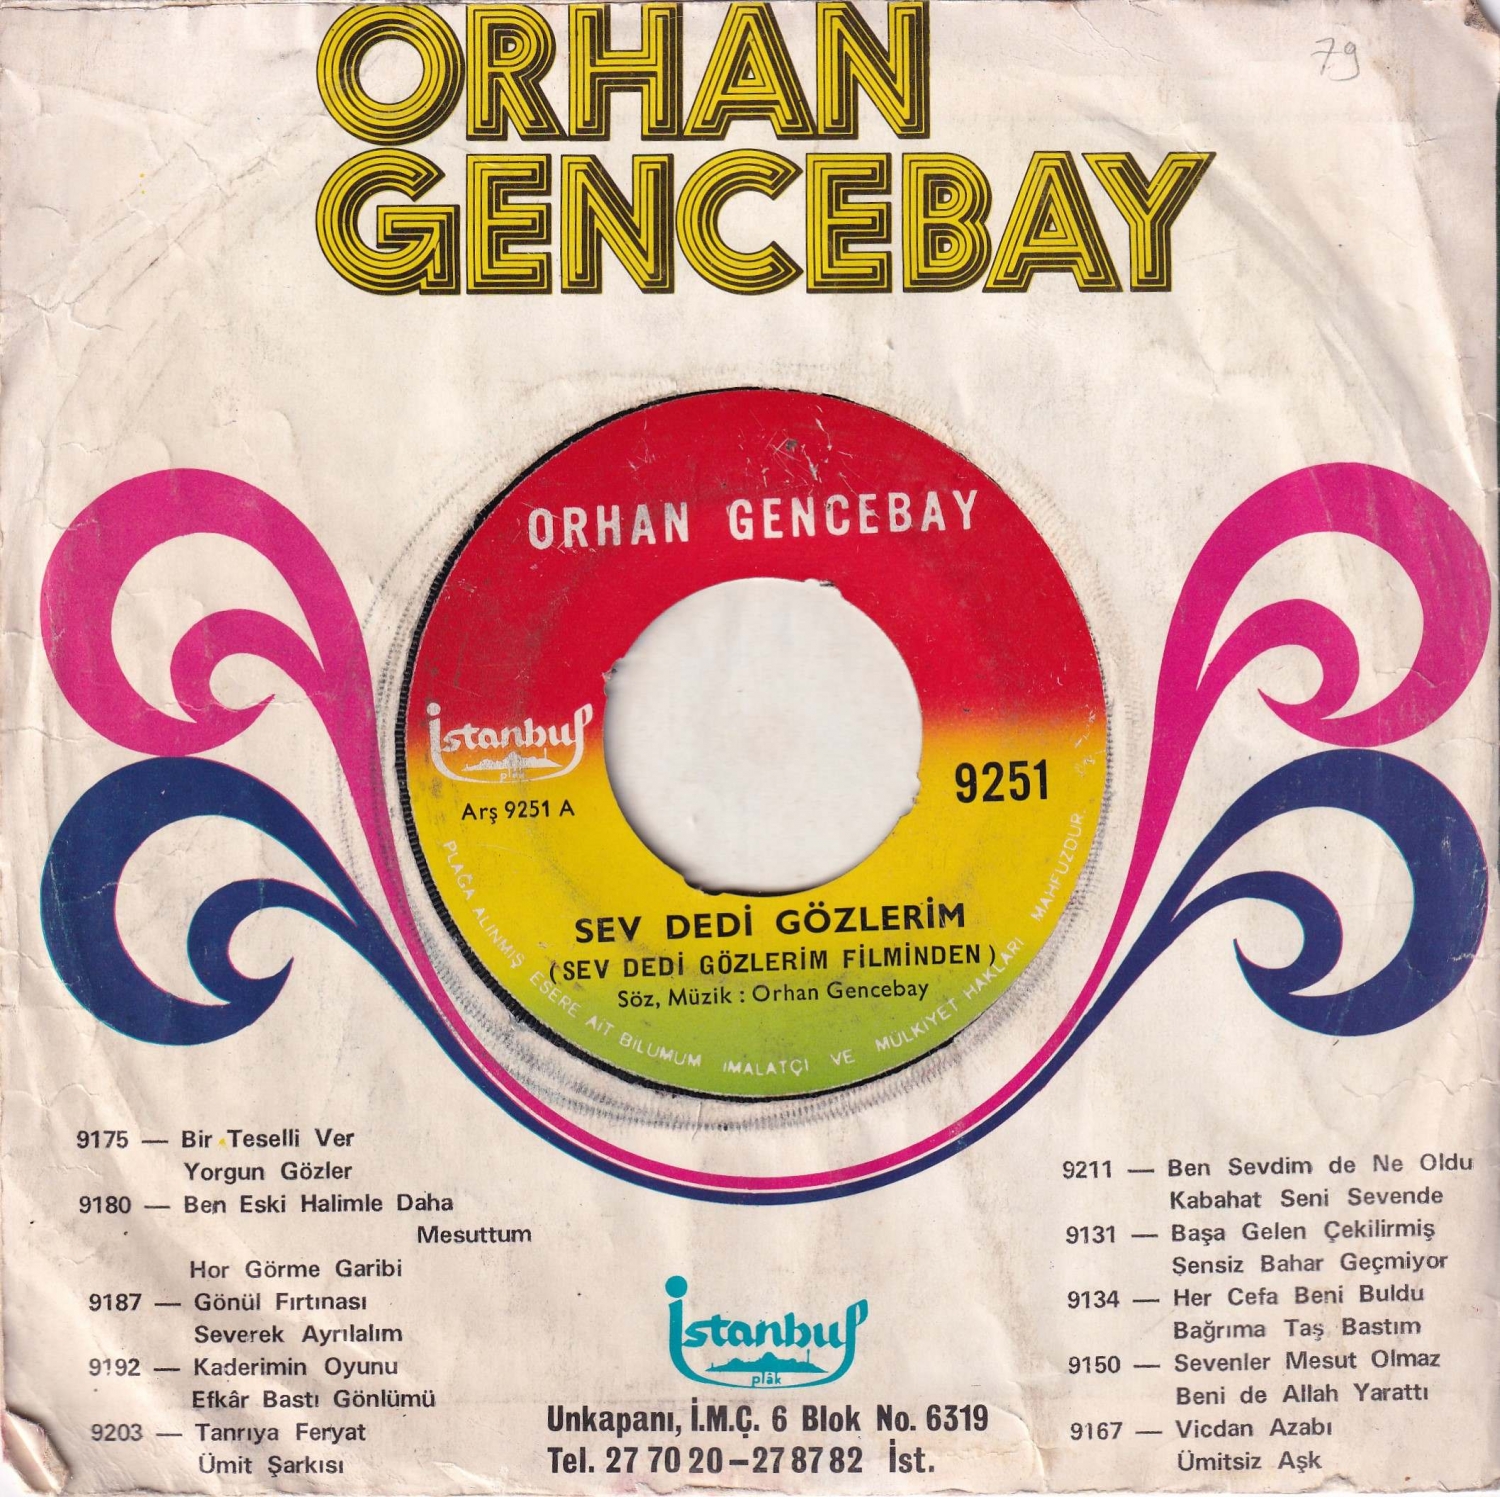 ORHAN
GENCEBAY
79
ORHAN GENCEBAY
istanbul
plak
Arş 9251 A
9251
SEV DEDİ GÖZLERİM
(SEV DEDİ GÖZLERİM FİLMİNDEN)
Söz, Müzik : Orhan Gencebay
PLAĞA ALINMIŞ ESERE AİT BİLUMUM İMALATÇI VE MÜLKİYET HAKLARI MAHFUZDUR
9175 — Bir Teselli Ver
Yorgun Gözler
9180 — Ben Eski Halimle Daha
Mesuttum
Hor Görme Garibi
9187 — Gönül Fırtınası
Severek Ayrılalım
9192 — Kaderimin Oyunu
Efkâr Bastı Gönlümü
9203 — Tanrıya Feryat
Ümit Şarkısı
istanbul
plâk
Unkapanı, İ.M.Ç. 6 Blok No. 6319
Tel. 27 70 20 – 27 87 82 İst.
9211 — Ben Sevdim de Ne Oldu
Kabahat Seni Sevende
9131 — Başa Gelen Çekilirmiş
Sensiz Bahar Geçmiyor
9134 — Her Cefa Beni Buldu
Bağrıma Taş Bastım
9150 — Sevenler Mesut Olmaz
Beni de Allah Yarattı
9167 — Vicdan Azabı
Ümitsiz Aşk